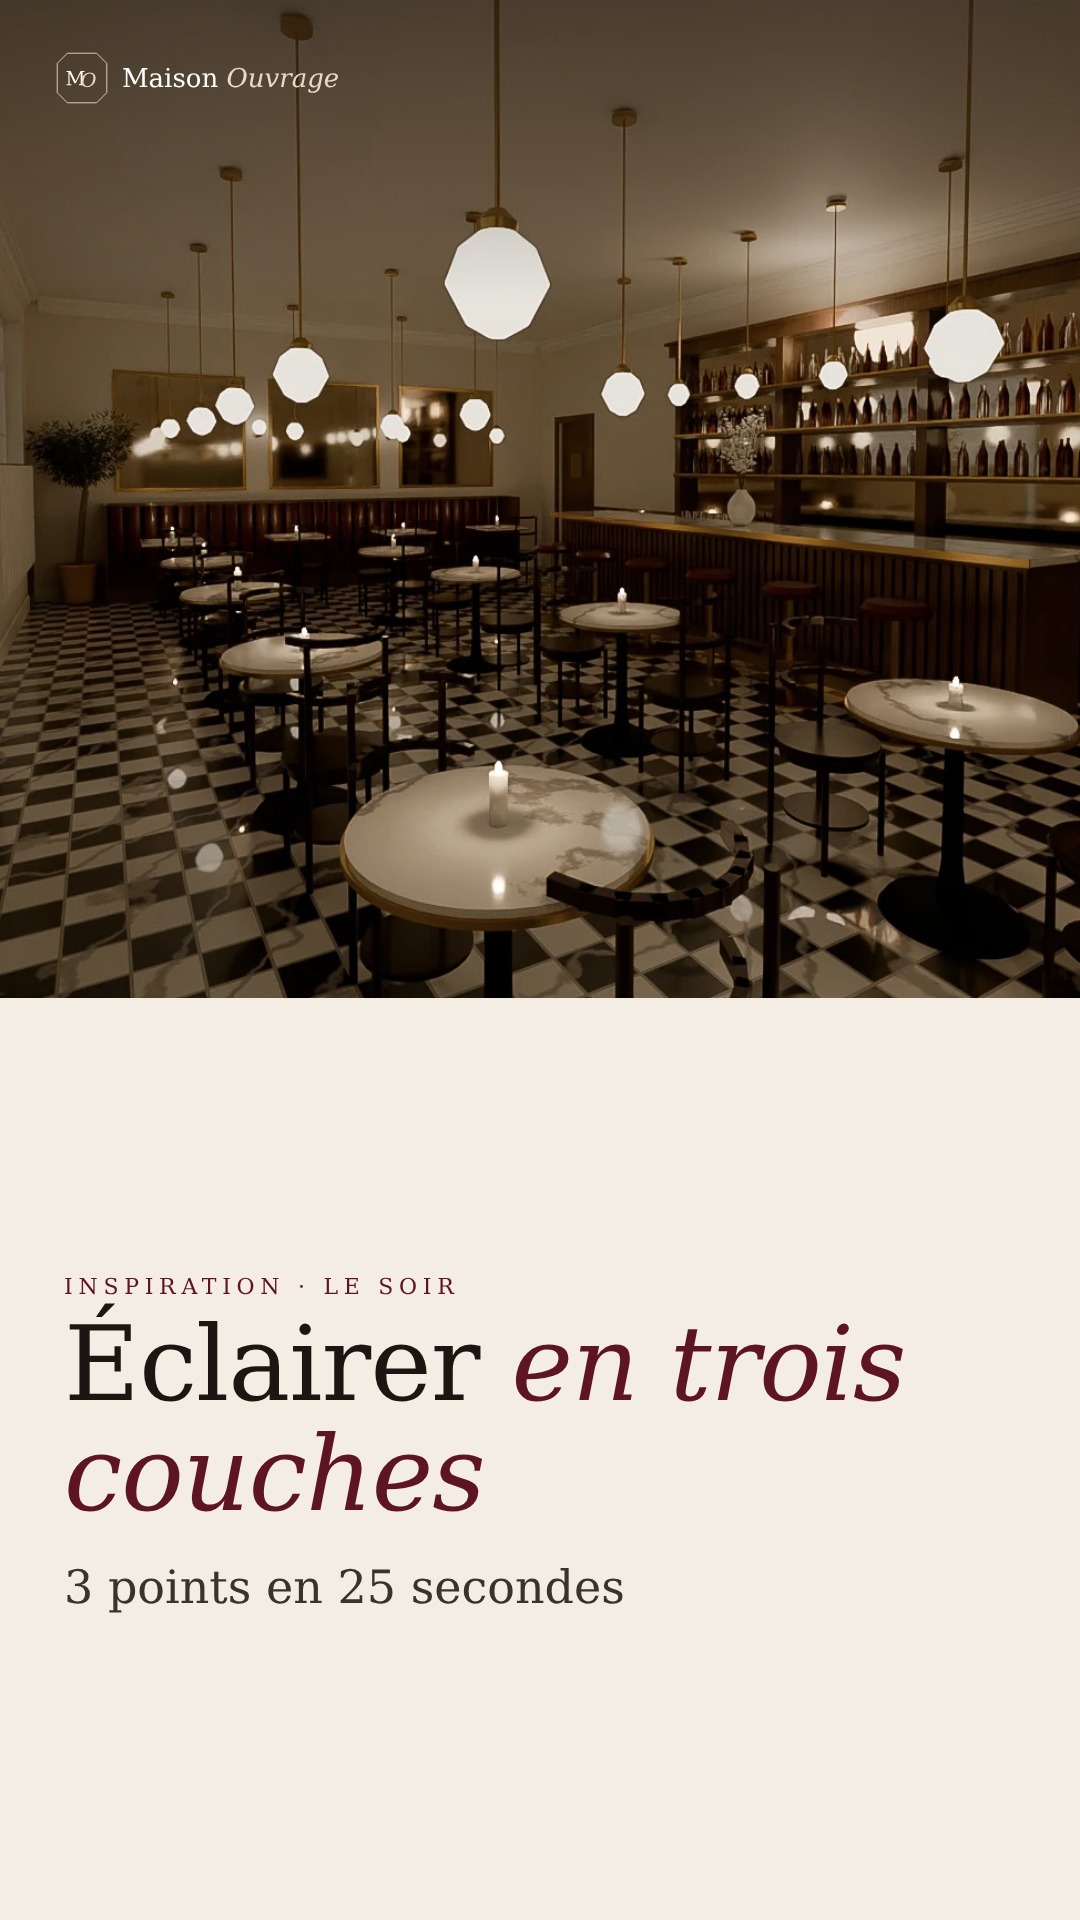 MO
Maison Ouvrage
INSPIRATION · LE SOIR
Éclairer en trois
couches
3 points en 25 secondes